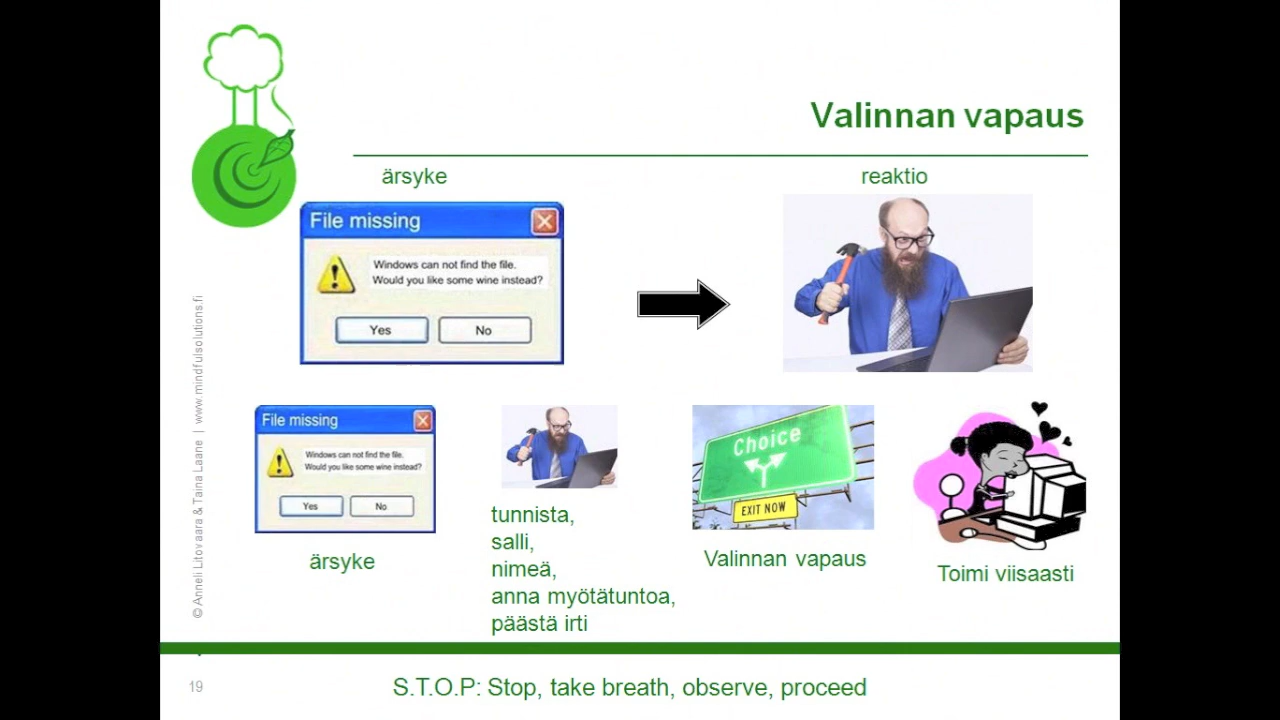 Valinnan vapaus
ärsyke
reaktio
File missing
Windows can not find the file.
Would you like some wine instead?
Yes
No
File missing
Windows can not find the file.
Would you like some wine instead?
Yes
No
ärsyke
tunnista,
salli,
nimeä,
anna myötätuntoa,
päästä irti
Choice
EXIT NOW
Valinnan vapaus
Toimi viisaasti
© Anneli Litovaara & Taina Laane | www.mindfulsolutions.fi
19
S.T.O.P: Stop, take breath, observe, proceed